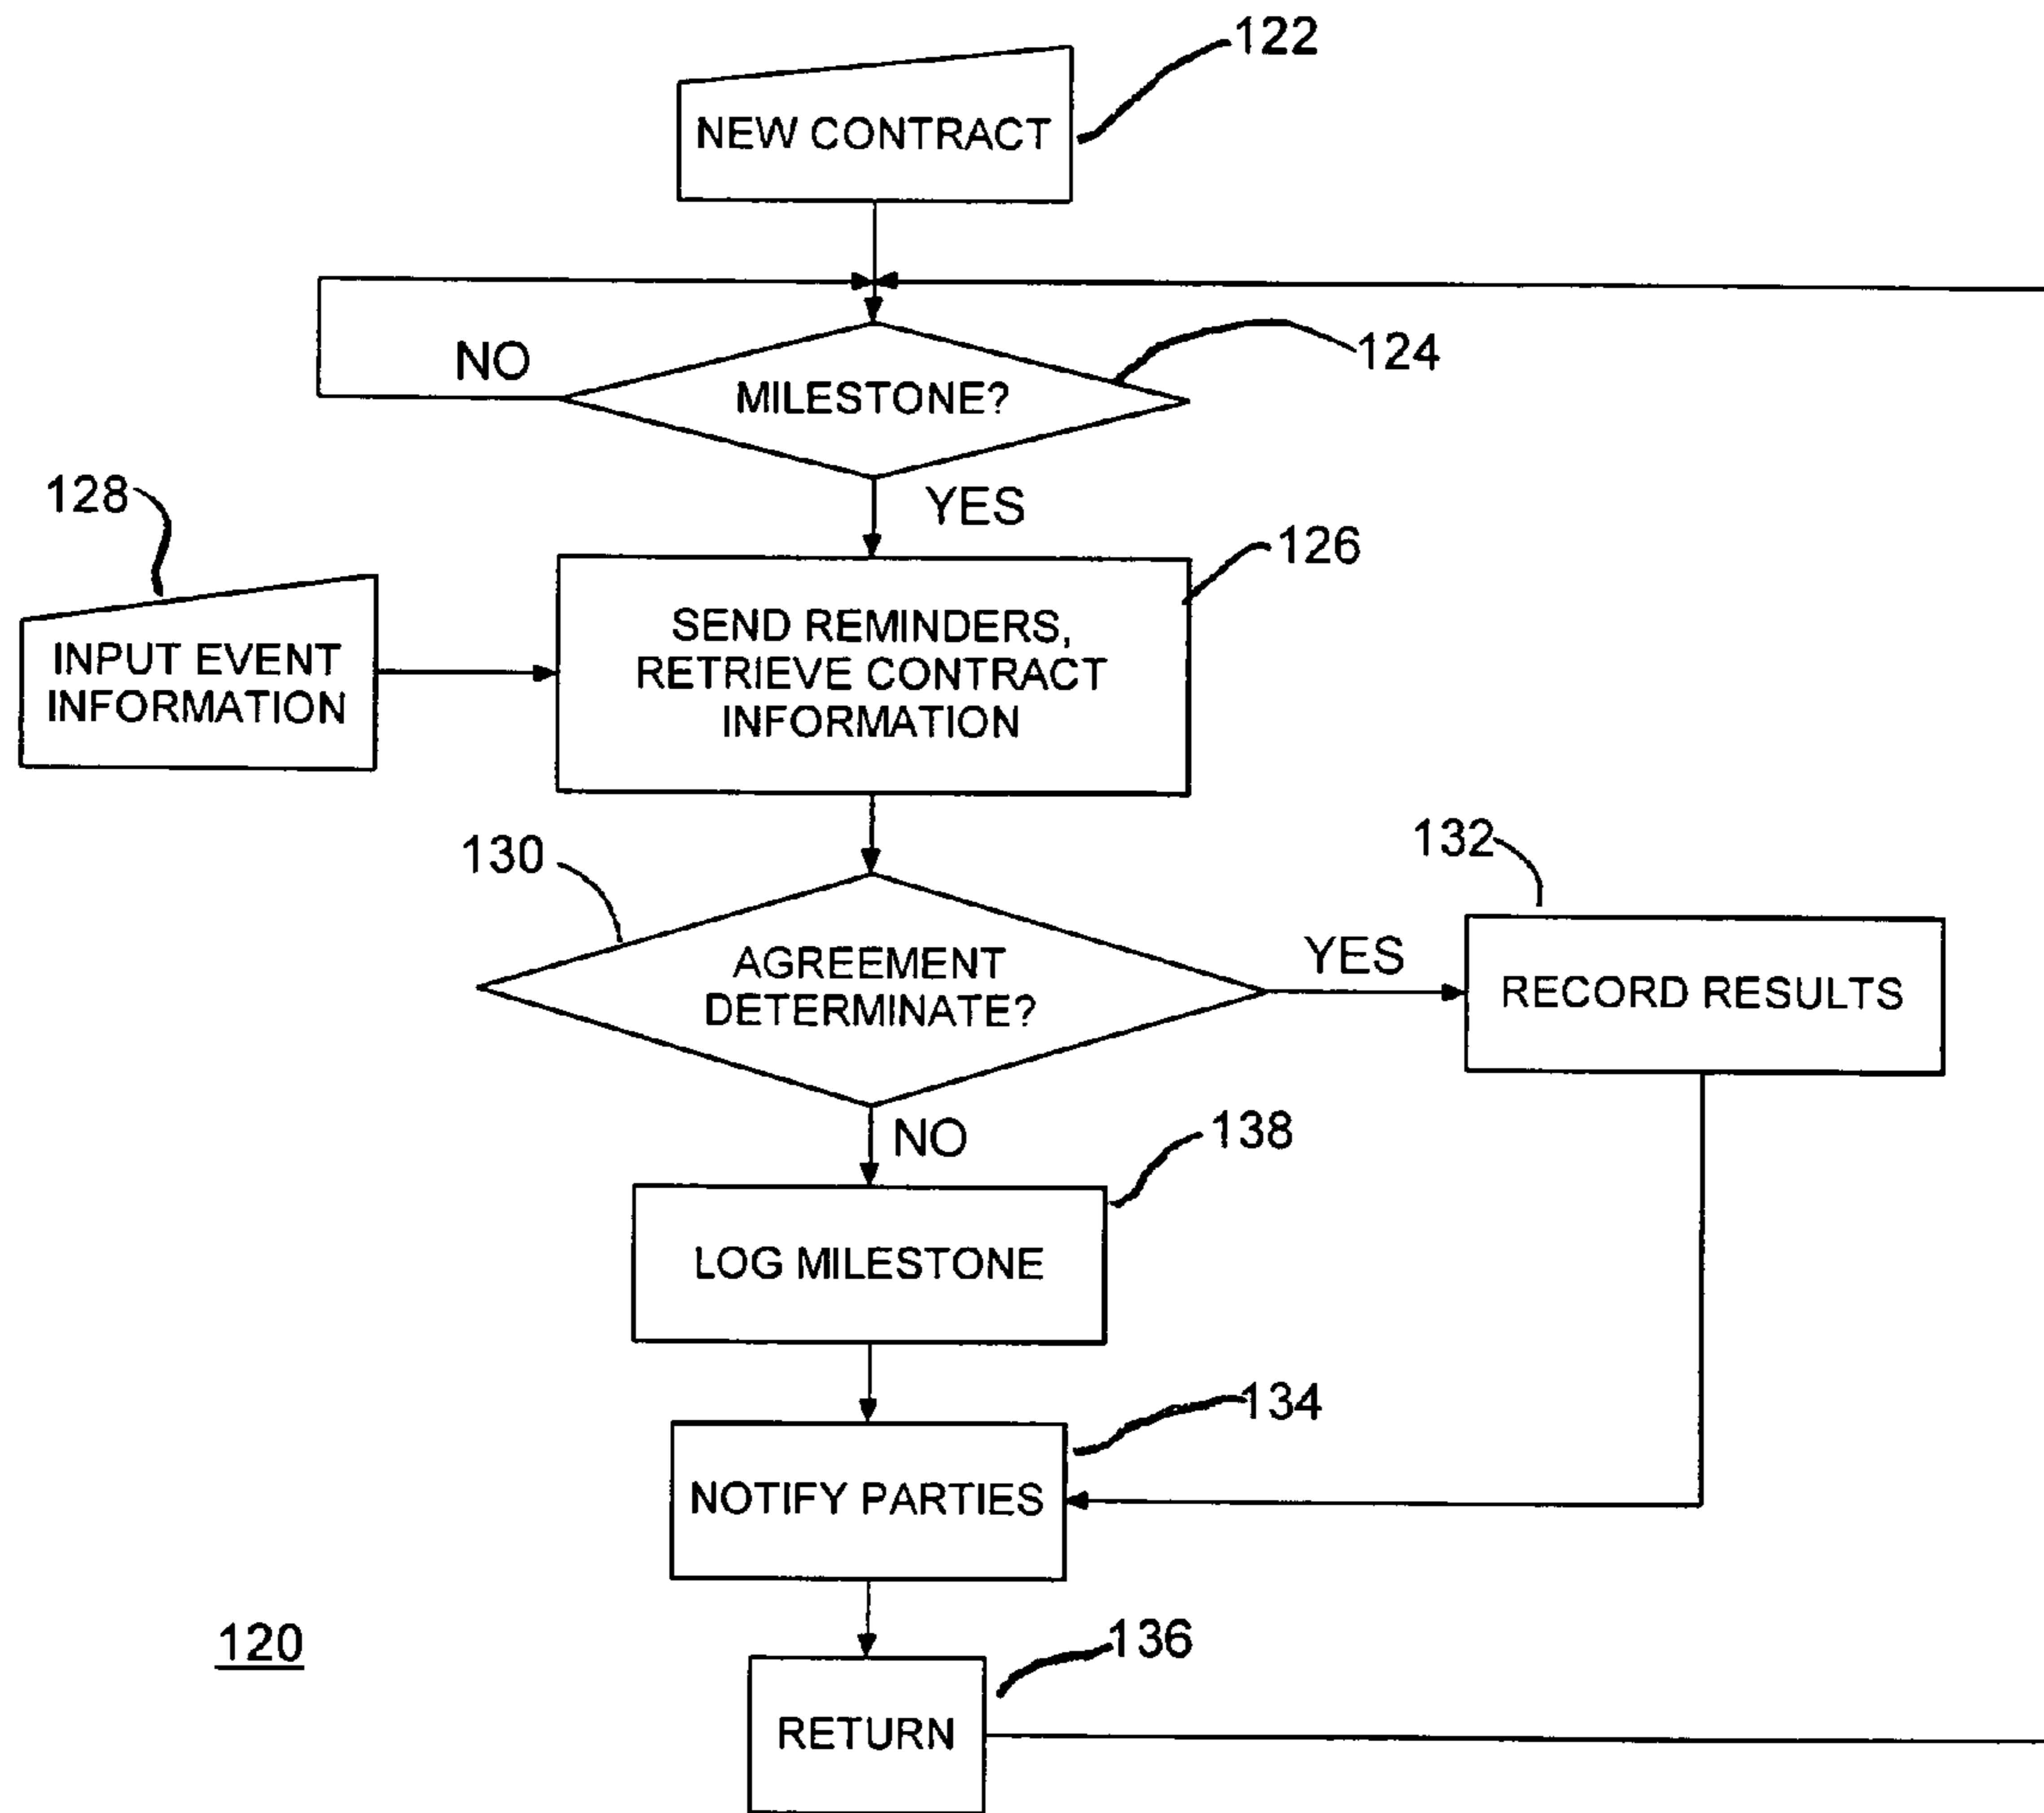 122
NEW CONTRACT
NO
124
MILESTONE?
128
YES
126
INPUT EVENT
INFORMATION
SEND REMINDERS,
RETRIEVE CONTRACT
INFORMATION
130
132
AGREEMENT
DETERMINATE?
YES
RECORD RESULTS
NO
138
LOG MILESTONE
134
NOTIFY PARTIES
120
136
RETURN